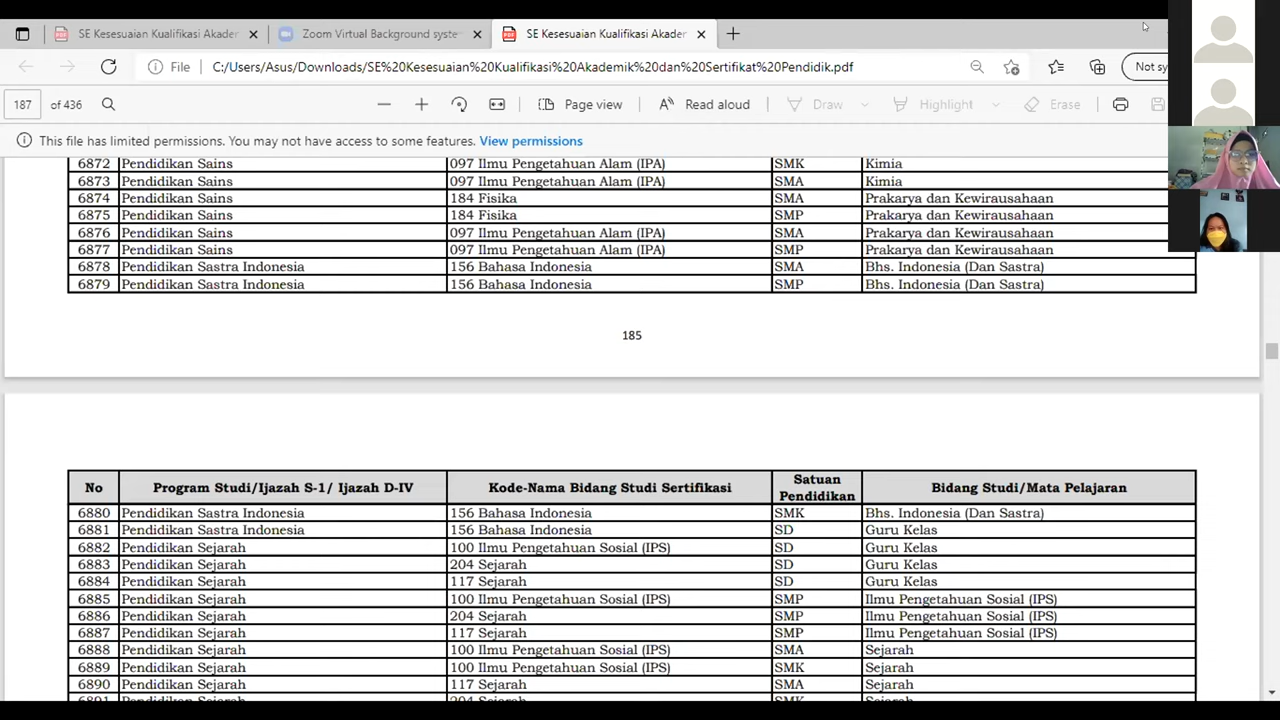 SE Kesesuaian Kualifikasi Akader
Zoom Virtual Background syste
SE Kesesuaian Kualifikasi Akader
File
C:/Users/Asus/Downloads/SE%20Kesesuaian%20Kualifikasi%20Akademik%20dan%20Sertifikat%20Pendidik.pdf
Not sy
187 of 436
Page view
Read aloud
Draw
Highlight
Erase
This file has limited permissions. You may not have access to some features. View permissions
6872 Pendidikan Sains 097 Ilmu Pengetahuan Alam (IPA) SMK Kimia
6873 Pendidikan Sains 097 Ilmu Pengetahuan Alam (IPA) SMA Kimia
6874 Pendidikan Sains 184 Fisika SMA Prakarya dan Kewirausahaan
6875 Pendidikan Sains 184 Fisika SMP Prakarya dan Kewirausahaan
6876 Pendidikan Sains 097 Ilmu Pengetahuan Alam (IPA) SMA Prakarya dan Kewirausahaan
6877 Pendidikan Sains 097 Ilmu Pengetahuan Alam (IPA) SMP Prakarya dan Kewirausahaan
6878 Pendidikan Sastra Indonesia 156 Bahasa Indonesia SMA Bhs. Indonesia (Dan Sastra)
6879 Pendidikan Sastra Indonesia 156 Bahasa Indonesia SMP Bhs. Indonesia (Dan Sastra)
185
No Program Studi/Ijazah S-1/ Ijazah D-IV Kode-Nama Bidang Studi Sertifikasi Satuan Pendidikan Bidang Studi/Mata Pelajaran
6880 Pendidikan Sastra Indonesia 156 Bahasa Indonesia SMK Bhs. Indonesia (Dan Sastra)
6881 Pendidikan Sastra Indonesia 156 Bahasa Indonesia SD Guru Kelas
6882 Pendidikan Sejarah 100 Ilmu Pengetahuan Sosial (IPS) SD Guru Kelas
6883 Pendidikan Sejarah 204 Sejarah SD Guru Kelas
6884 Pendidikan Sejarah 117 Sejarah SD Guru Kelas
6885 Pendidikan Sejarah 100 Ilmu Pengetahuan Sosial (IPS) SMP Ilmu Pengetahuan Sosial (IPS)
6886 Pendidikan Sejarah 204 Sejarah SMP Ilmu Pengetahuan Sosial (IPS)
6887 Pendidikan Sejarah 117 Sejarah SMP Ilmu Pengetahuan Sosial (IPS)
6888 Pendidikan Sejarah 100 Ilmu Pengetahuan Sosial (IPS) SMA Sejarah
6889 Pendidikan Sejarah 100 Ilmu Pengetahuan Sosial (IPS) SMK Sejarah
6890 Pendidikan Sejarah 117 Sejarah SMA Sejarah
6891 Pendidikan Sejarah 204 Sejarah SMK Sejarah